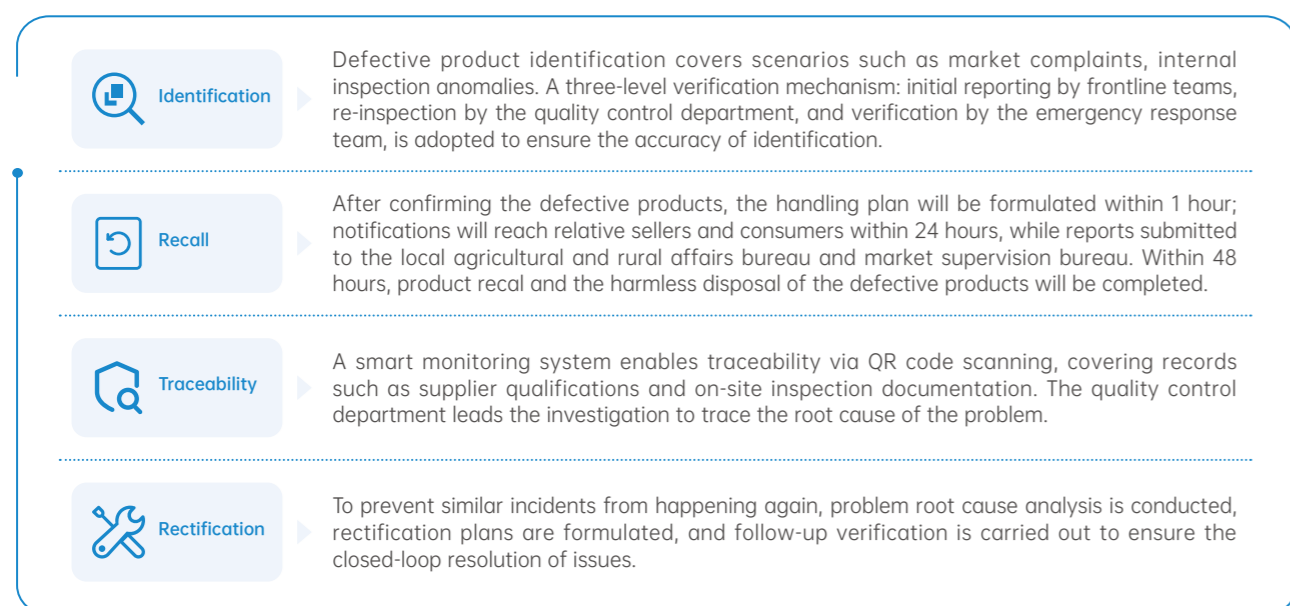 Identification
Defective product identification covers scenarios such as market complaints, internal
inspection anomalies. A three-level verification mechanism: initial reporting by frontline teams,
re-inspection by the quality control department, and verification by the emergency response
team, is adopted to ensure the accuracy of identification.
Recall
After confirming the defective products, the handling plan will be formulated within 1 hour;
notifications will reach relative sellers and consumers within 24 hours, while reports submitted
to the local agricultural and rural affairs bureau and market supervision bureau. Within 48
hours, product recal and the harmless disposal of the defective products will be completed.
Traceability
A smart monitoring system enables traceability via QR code scanning, covering records
such as supplier qualifications and on-site inspection documentation. The quality control
department leads the investigation to trace the root cause of the problem.
Rectification
To prevent similar incidents from happening again, problem root cause analysis is conducted,
rectification plans are formulated, and follow-up verification is carried out to ensure the
closed-loop resolution of issues.